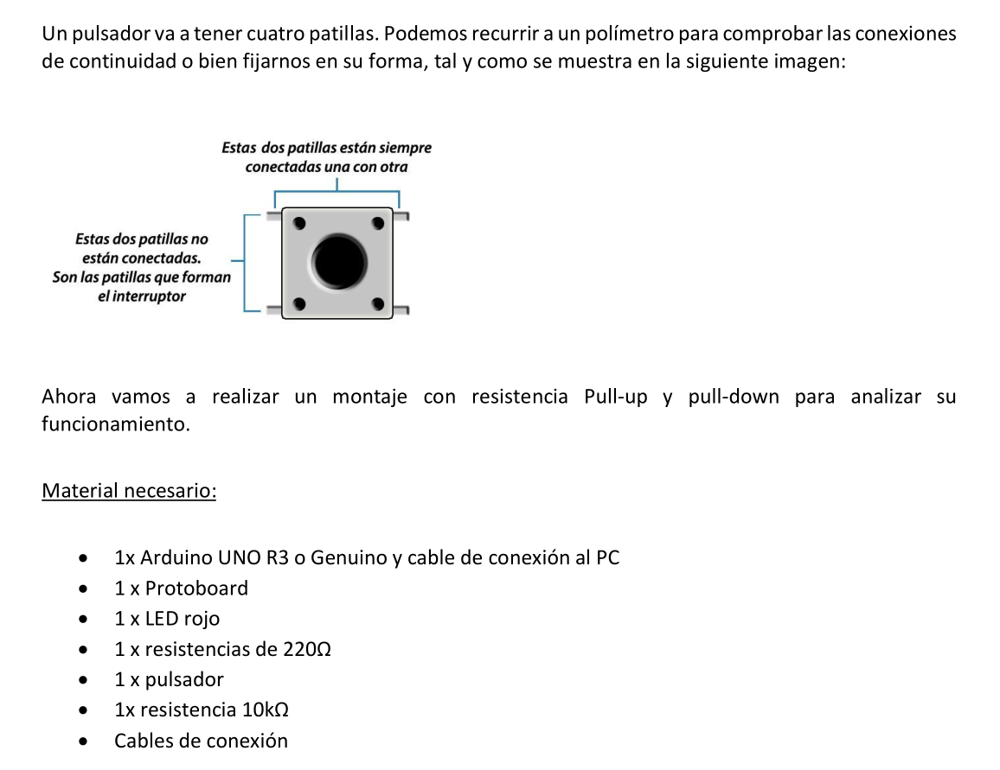 Un pulsador va a tener cuatro patillas. Podemos recurrir a un polímetro para comprobar las conexiones
de continuidad o bien fijarnos en su forma, tal y como se muestra en la siguiente imagen:
Estas dos patillas están siempre
conectadas una con otra
Estas dos patillas no
están conectadas.
Son las patillas que forman
el interruptor
Ahora vamos a realizar un montaje con resistencia Pull-up y pull-down para analizar su
funcionamiento.
Material necesario:
• 1x Arduino UNO R3 o Genuino y cable de conexión al PC
• 1 x Protoboard
• 1 x LED rojo
• 1 x resistencias de 220Ω
• 1 x pulsador
• 1x resistencia 10kΩ
• Cables de conexión